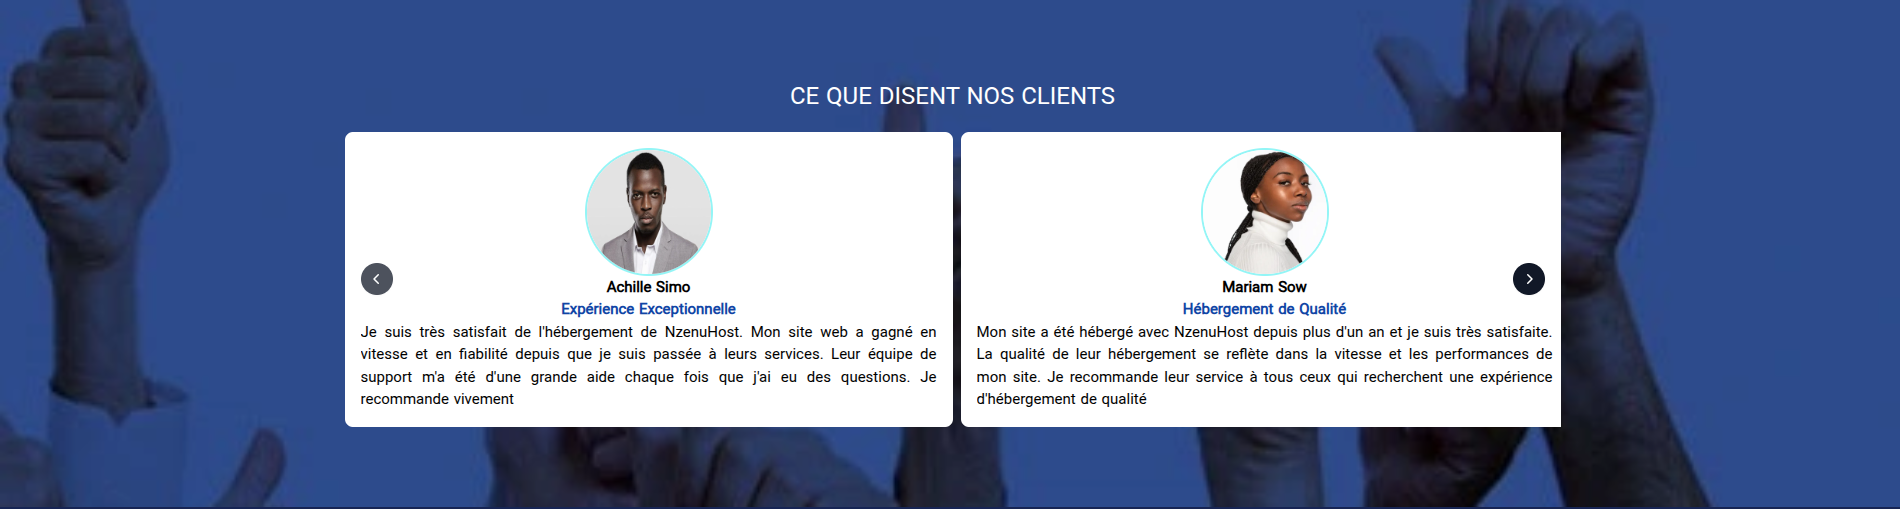 CE QUE DISENT NOS CLIENTS
Achille Simo
Expérience Exceptionnelle
Je suis très satisfait de l'hébergement de NzenuHost. Mon site web a gagné en
vitesse et en fiabilité depuis que je suis passée à leurs services. Leur équipe de
support m'a été d'une grande aide chaque fois que j'ai eu des questions. Je
recommande vivement
Mariam Sow
Hébergement de Qualité
Mon site a été hébergé avec NzenuHost depuis plus d'un an et je suis très satisfaite.
La qualité de leur hébergement se reflète dans la vitesse et les performances de
mon site. Je recommande leur service à tous ceux qui recherchent une expérience
d'hébergement de qualité